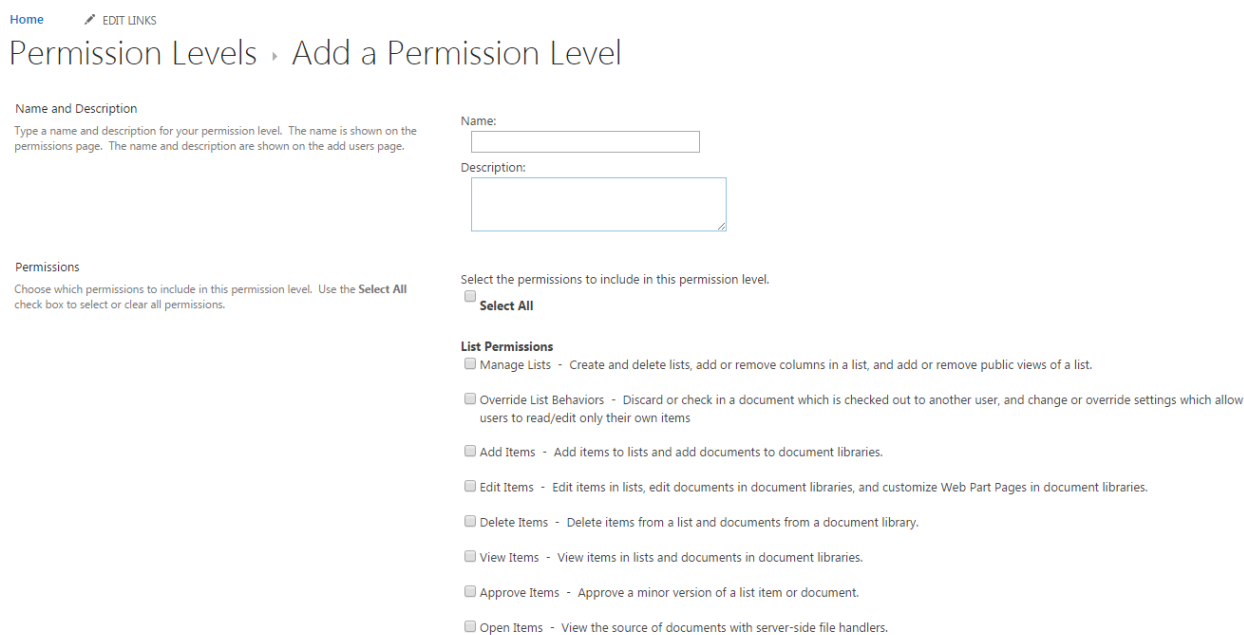 Home EDIT LINKS
Permission Levels ▸ Add a Permission Level
Name and Description
Type a name and description for your permission level. The name is shown on the
permissions page. The name and description are shown on the add users page.
Name:
Description:
Permissions
Choose which permissions to include in this permission level. Use the Select All
check box to select or clear all permissions.
Select the permissions to include in this permission level.
Select All
List Permissions
Manage Lists - Create and delete lists, add or remove columns in a list, and add or remove public views of a list.
Override List Behaviors - Discard or check in a document which is checked out to another user, and change or override settings which allow
users to read/edit only their own items
Add Items - Add items to lists and add documents to document libraries.
Edit Items - Edit items in lists, edit documents in document libraries, and customize Web Part Pages in document libraries.
Delete Items - Delete items from a list and documents from a document library.
View Items - View items in lists and documents in document libraries.
Approve Items - Approve a minor version of a list item or document.
Open Items - View the source of documents with server-side file handlers.